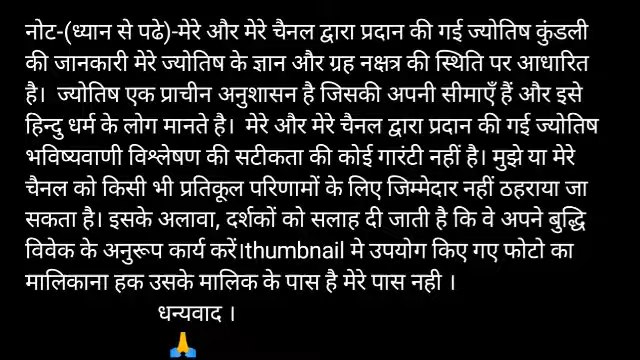 नोट-(ध्यान से पढे)-मेरे और मेरे चैनल द्वारा प्रदान की गई ज्योतिष कुंडली
की जानकारी मेरे ज्योतिष के ज्ञान और ग्रह नक्षत्र की स्थिति पर आधारित
है। ज्योतिष एक प्राचीन अनुशासन है जिसकी अपनी सीमाएँ हैं और इसे
हिन्दु धर्म के लोग मानते है। मेरे और मेरे चैनल द्वारा प्रदान की गई ज्योतिष
भविष्यवाणी विश्लेषण की सटीकता की कोई गारंटी नहीं है। मुझे या मेरे
चैनल को किसी भी प्रतिकूल परिणामों के लिए जिम्मेदार नहीं ठहराया जा
सकता है। इसके अलावा, दर्शकों को सलाह दी जाती है कि वे अपने बुद्धि
विवेक के अनुरूप कार्य करें।thumbnail मे उपयोग किए गए फोटो का
मालिकाना हक उसके मालिक के पास है मेरे पास नही ।
धन्यवाद ।
🙏